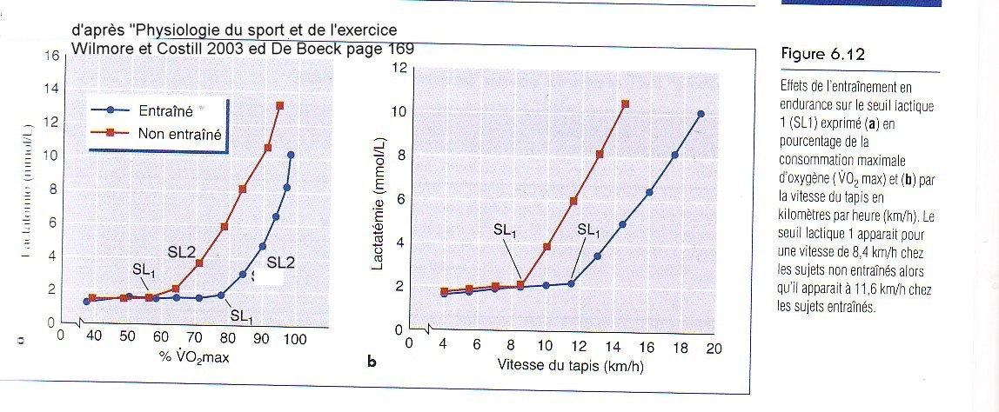 d'après "Physiologie du sport et de l'exercice
Wilmore et Costill 2003 ed De Boeck page 169
16
14
12
10
8
6
4
2
0
Lactatémie (mmol/L)
Entraîné
Non entraîné
SL1
SL2
SL2
SL1
0 40 50 60 70 80 90 100
% V̇O2max
a
12
10
8
6
4
2
0
Lactatémie (mmol/L)
SL1
SL1
0 4 6 8 10 12 14 16 18 20
Vitesse du tapis (km/h)
b
Figure 6.12
Effets de l'entraînement en
endurance sur le seuil lactique
1 (SL1) exprimé (a) en
pourcentage de la
consommation maximale
d'oxygène (V̇O2 max) et (b) par
la vitesse du tapis en
kilomètres par heure (km/h). Le
seuil lactique 1 apparait pour
une vitesse de 8,4 km/h chez
les sujets non entraînés alors
qu'il apparait à 11,6 km/h chez
les sujets entraînés.